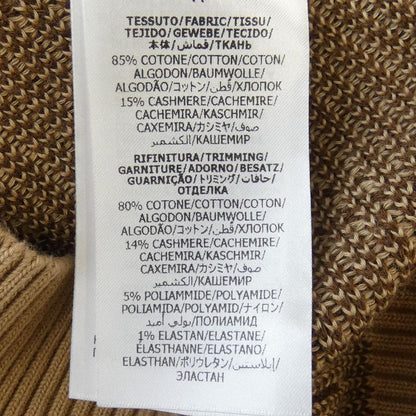 TESSUTO/FABRIC/TISSU/
TEJIDO/GEWEBE/TECIDO/
本体/قماش/ТКАНЬ
85% COTONE/COTTON/COTON/
ALGODON/BAUMWOLLE/
ALGODÃO/コットン/قطن/ХЛОПОК
15% CASHMERE/CACHEMIRE/
CACHEMIRA/KASCHMIR/
CAXEMIRA/カシミヤ/صوف
الكشمير/КАШЕМИР
RIFINITURA/TRIMMING/
GARNITURE/ADORNO/BESATZ/
GUARNIÇÃO/トリミング/حافات/
ОТДЕЛКА
80% COTONE/COTTON/COTON/
ALGODON/BAUMWOLLE/
ALGODÃO/コットン/قطن/ХЛОПОК
14% CASHMERE/CACHEMIRE/
CACHEMIRA/KASCHMIR/
CAXEMIRA/カシミヤ/صوف
الكشمير/КАШЕМИР
5% POLIAMMIDE/POLYAMIDE/
POLIAMIDA/POLYAMID/ナイロン/
بولي أميد/ПОЛИАМИД
1% ELASTAN/ELASTANE/
ÉLASTHANNE/ELASTANO/
ELASTHAN/ポリウレタン/إيلاستين/
ЭЛАСТАН